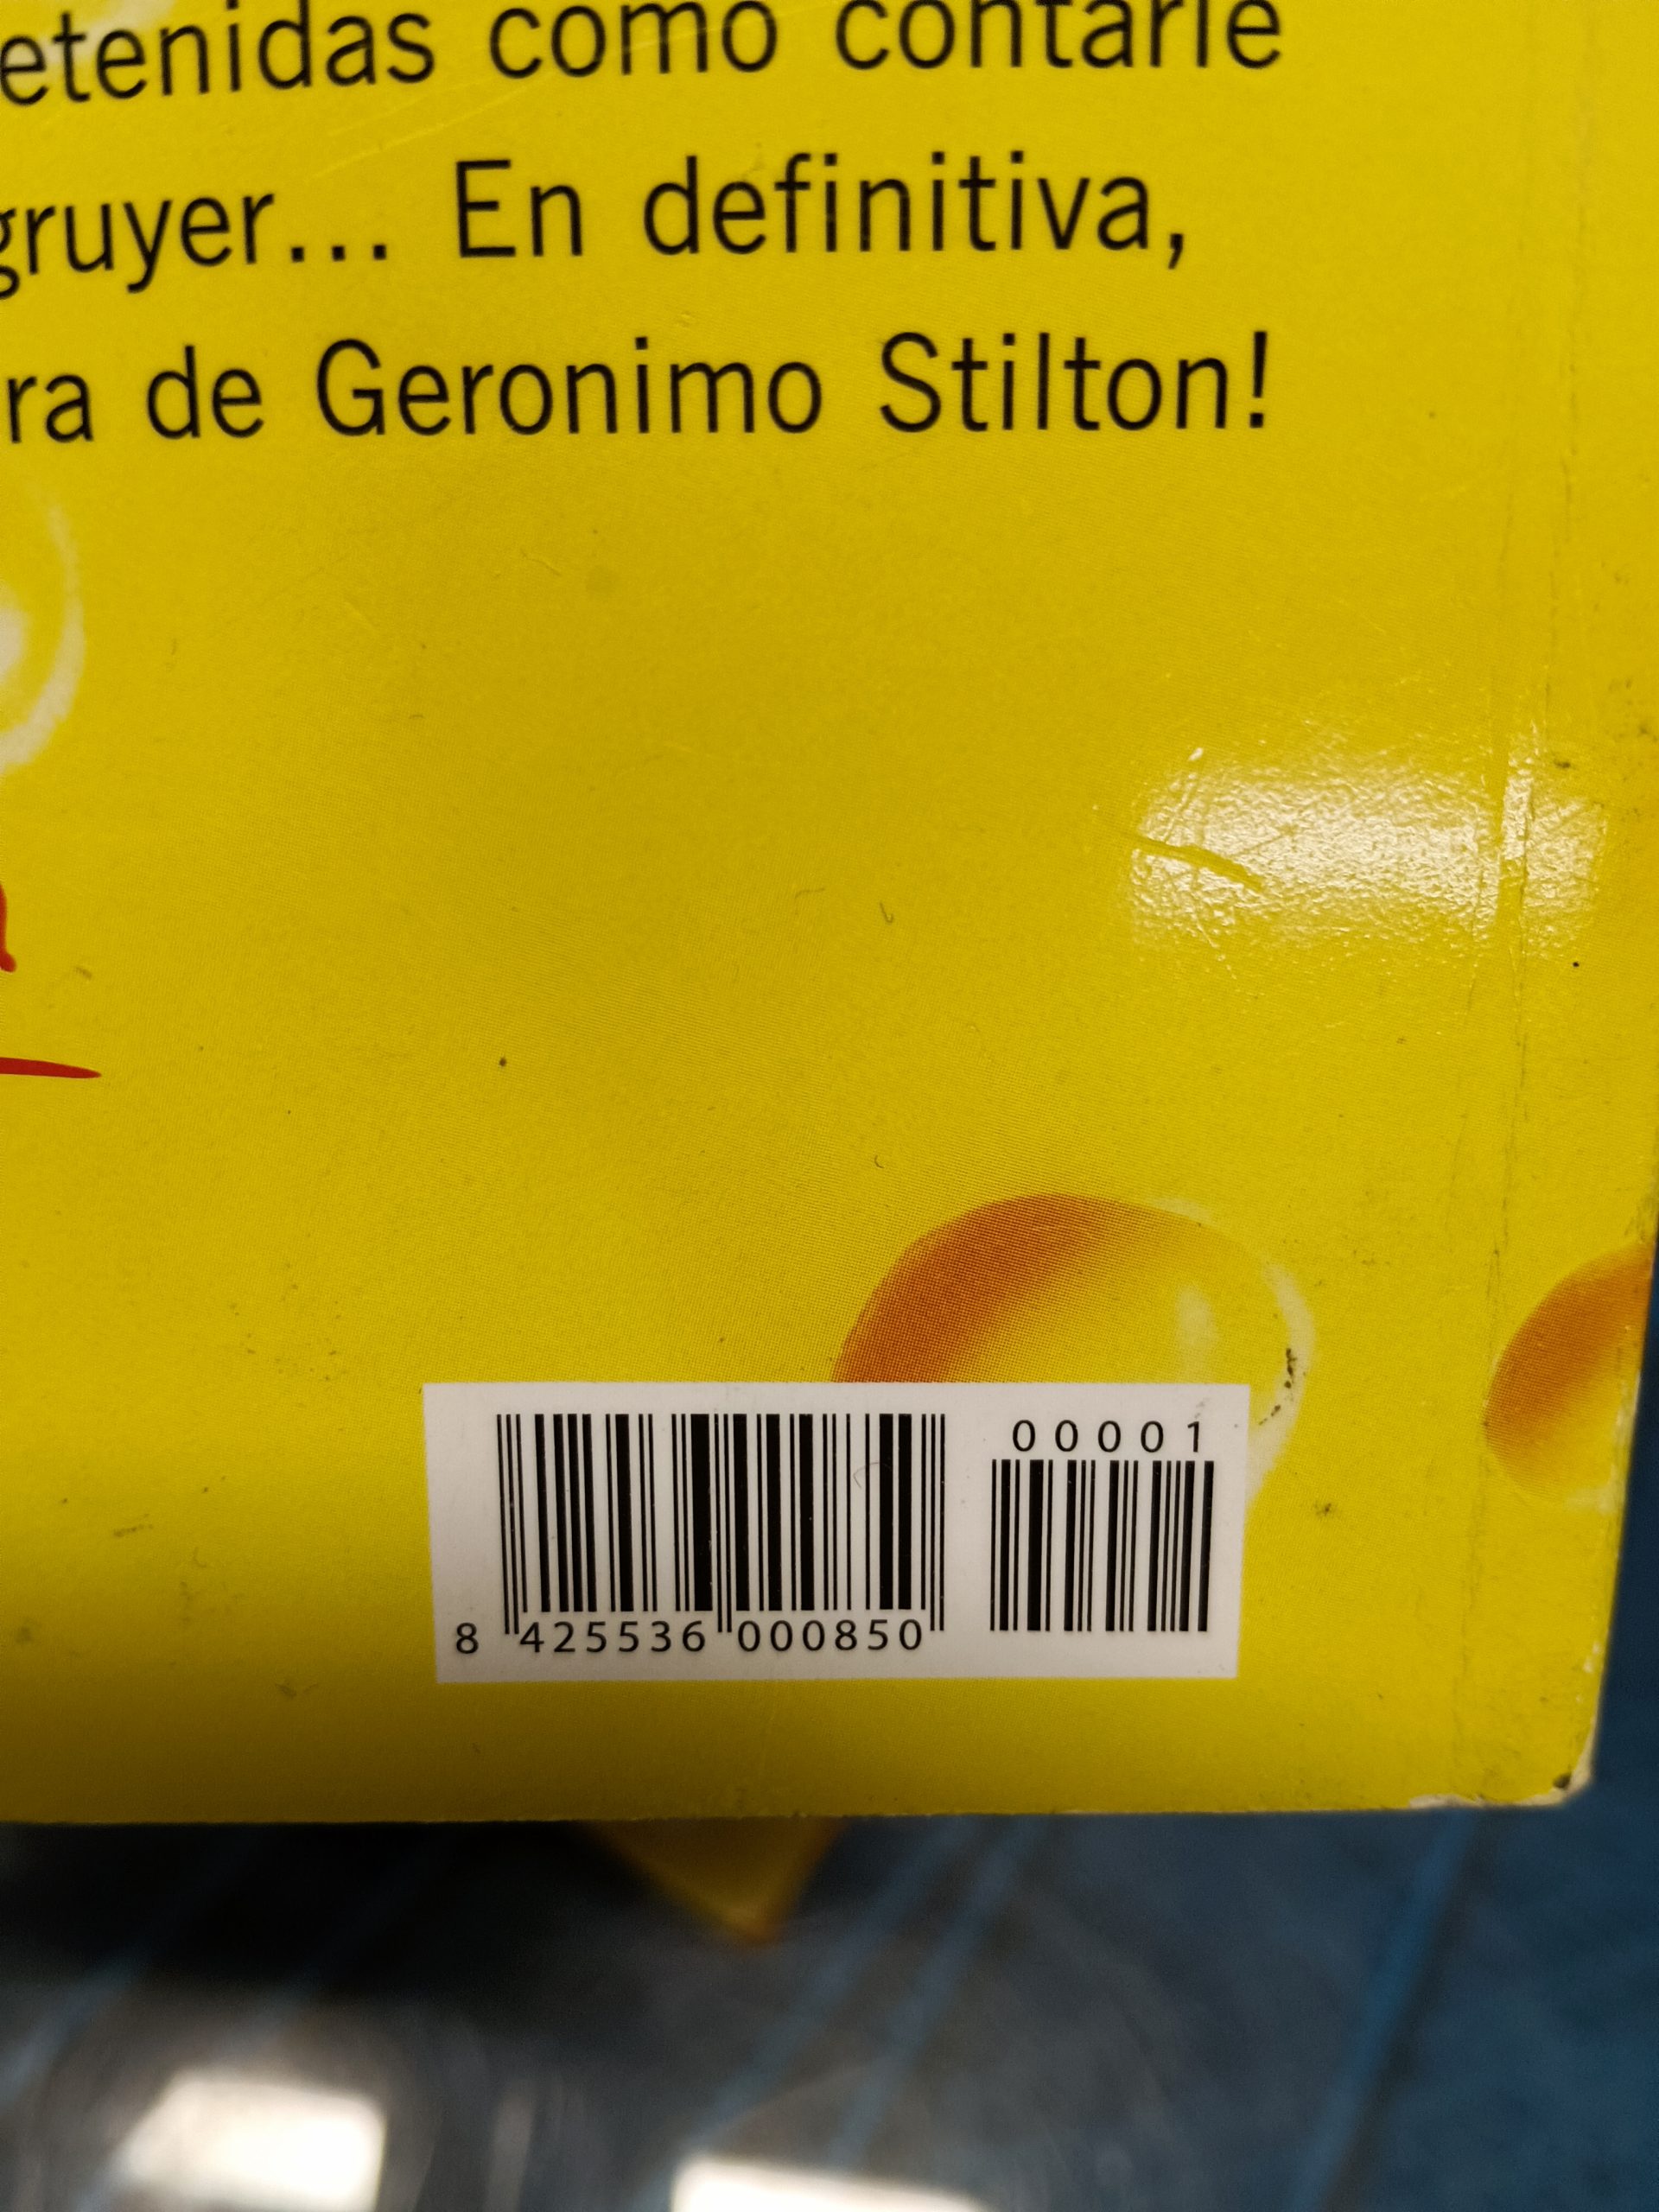 etenidas como contarle
gruyer... En definitiva,
ra de Geronimo Stilton!
00001
8 425536 000850